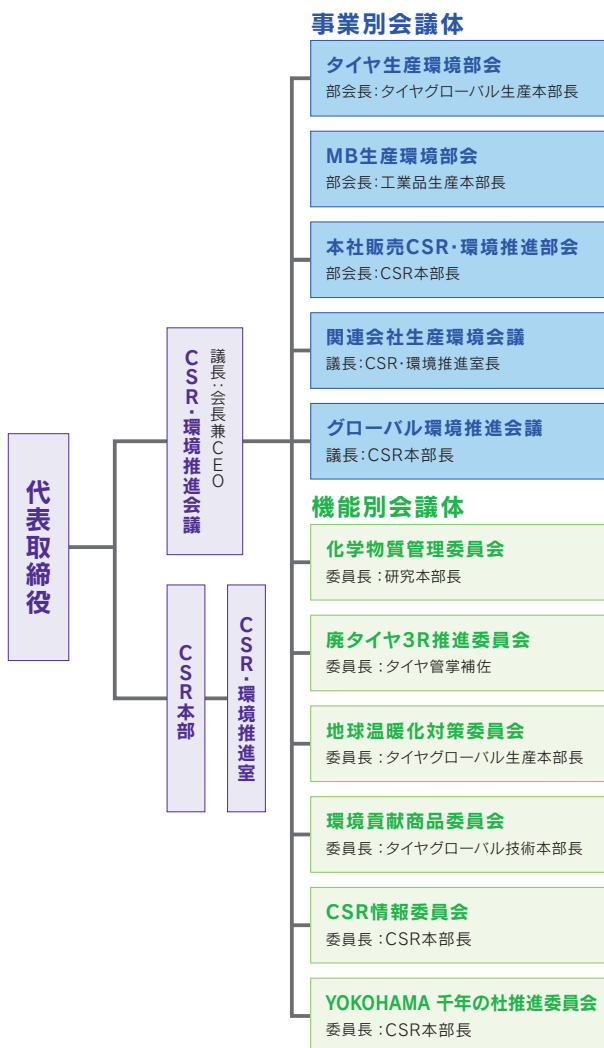 代表取締役
CSR・環境推進会議
議長：会長兼CEO
CSR本部
CSR・環境推進室
事業別会議体
タイヤ生産環境部会
部会長：タイヤグローバル生産本部長
MB生産環境部会
部会長：工業品生産本部長
本社販売CSR・環境推進部会
部会長：CSR本部長
関連会社生産環境会議
議長：CSR・環境推進室長
グローバル環境推進会議
議長：CSR本部長
機能別会議体
化学物質管理委員会
委員長：研究本部長
廃タイヤ3R推進委員会
委員長：タイヤ管掌補佐
地球温暖化対策委員会
委員長：タイヤグローバル生産本部長
環境貢献商品委員会
委員長：タイヤグローバル技術本部長
CSR情報委員会
委員長：CSR本部長
YOKOHAMA 千年の杜推進委員会
委員長：CSR本部長